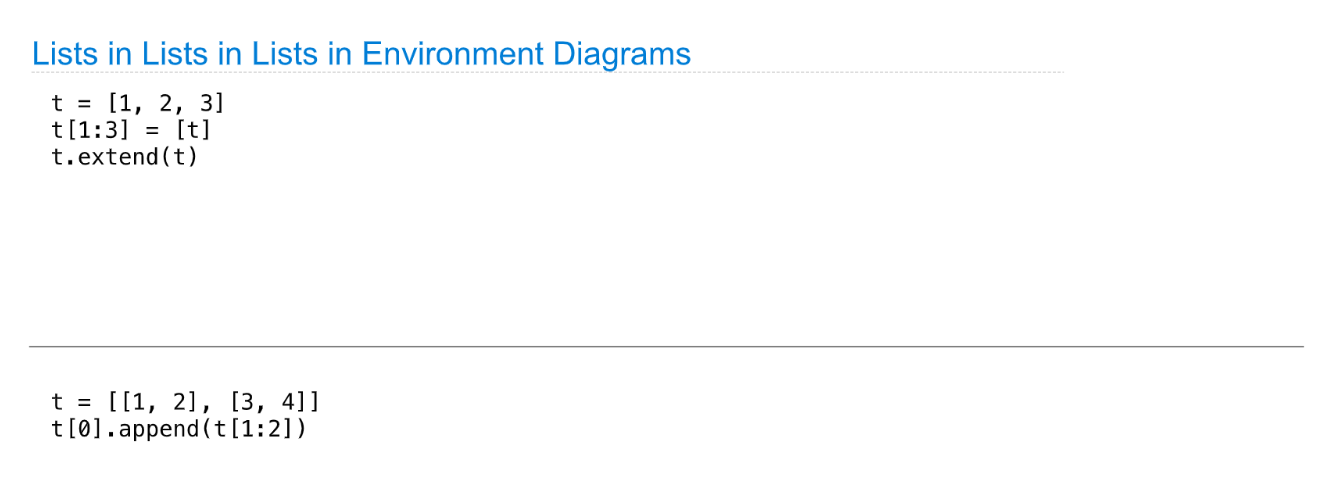 Lists in Lists in Lists in Environment Diagrams
t = [1, 2, 3]
t[1:3] = [t]
t.extend(t)
t = [[1, 2], [3, 4]]
t[0].append(t[1:2])